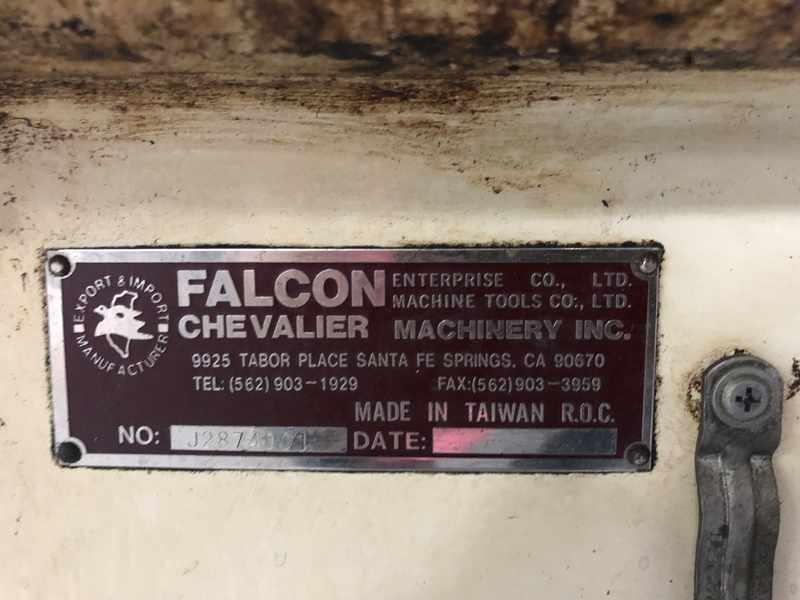 EXPORT & IMPORT
MANUFACTURER
FALCON ENTERPRISE CO., LTD.
MACHINE TOOLS CO., LTD.
CHEVALIER MACHINERY INC.
9925 TABOR PLACE SANTA FE SPRINGS, CA 90670
TEL: (562)903-1929 FAX:(562)903-3959
MADE IN TAIWAN R.O.C.
NO: DATE: